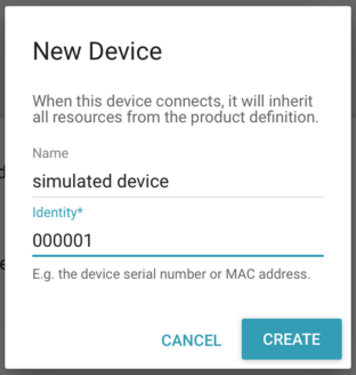 New Device
When this device connects, it will inherit
all resources from the product definition.
Name
simulated device
Identity*
000001
E.g. the device serial number or MAC address.
CANCEL
CREATE